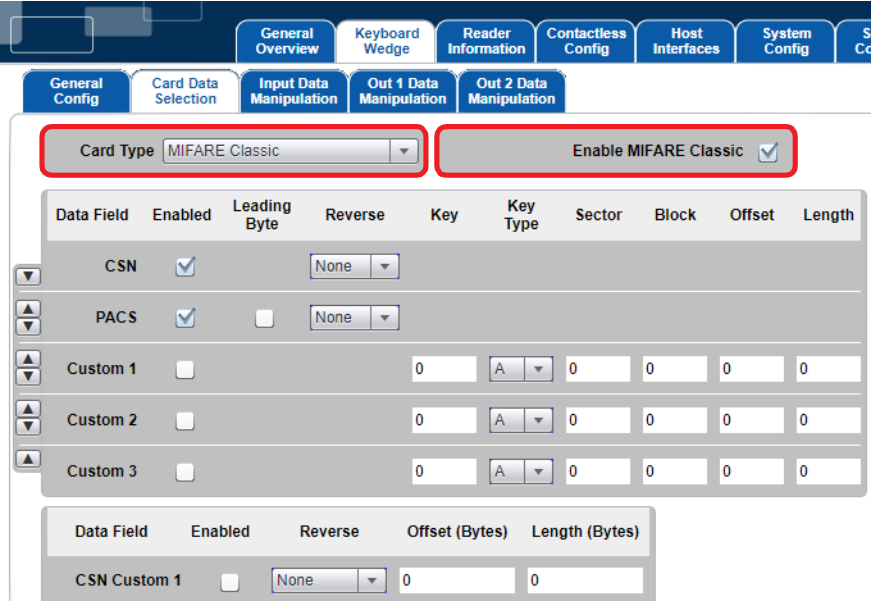 General Overview
Keyboard Wedge
Reader Information
Contactless Config
Host Interfaces
System Config
General Config
Card Data Selection
Input Data Manipulation
Out 1 Data Manipulation
Out 2 Data Manipulation
Card Type MIFARE Classic
Enable MIFARE Classic
Data Field Enabled Leading Byte Reverse Key Key Type Sector Block Offset Length
CSN None
PACS None
Custom 1 0 A 0 0 0 0
Custom 2 0 A 0 0 0 0
Custom 3 0 A 0 0 0 0
Data Field Enabled Reverse Offset (Bytes) Length (Bytes)
CSN Custom 1 None 0 0